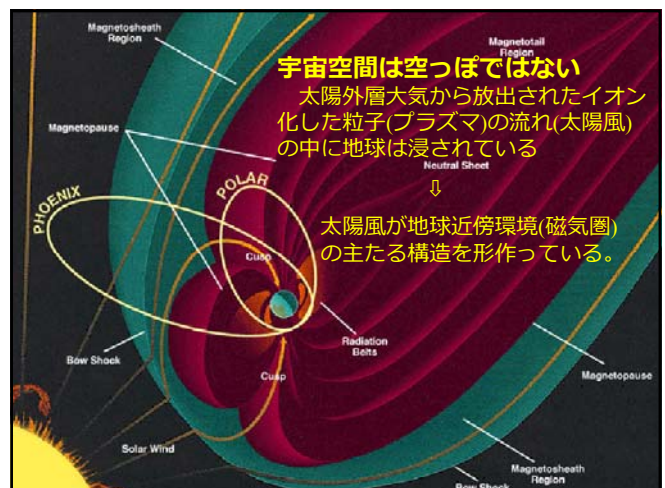 Magnetosheath
Region
Magnetotail
Region
宇宙空間は空っぽではない
太陽外層大気から放出されたイオン
化した粒子(プラズマ)の流れ(太陽風)
の中に地球は浸されている
Magnetopause
Neutral Sheet
⇩
POLAR
PHOENIX
太陽風が地球近傍環境(磁気圏)
の主たる構造を形作っている。
Cusp
Radiation
Belts
Bow Shock
Cusp
Magnetopause
Solar Wind
Magnetosheath
Region
Bow Shock